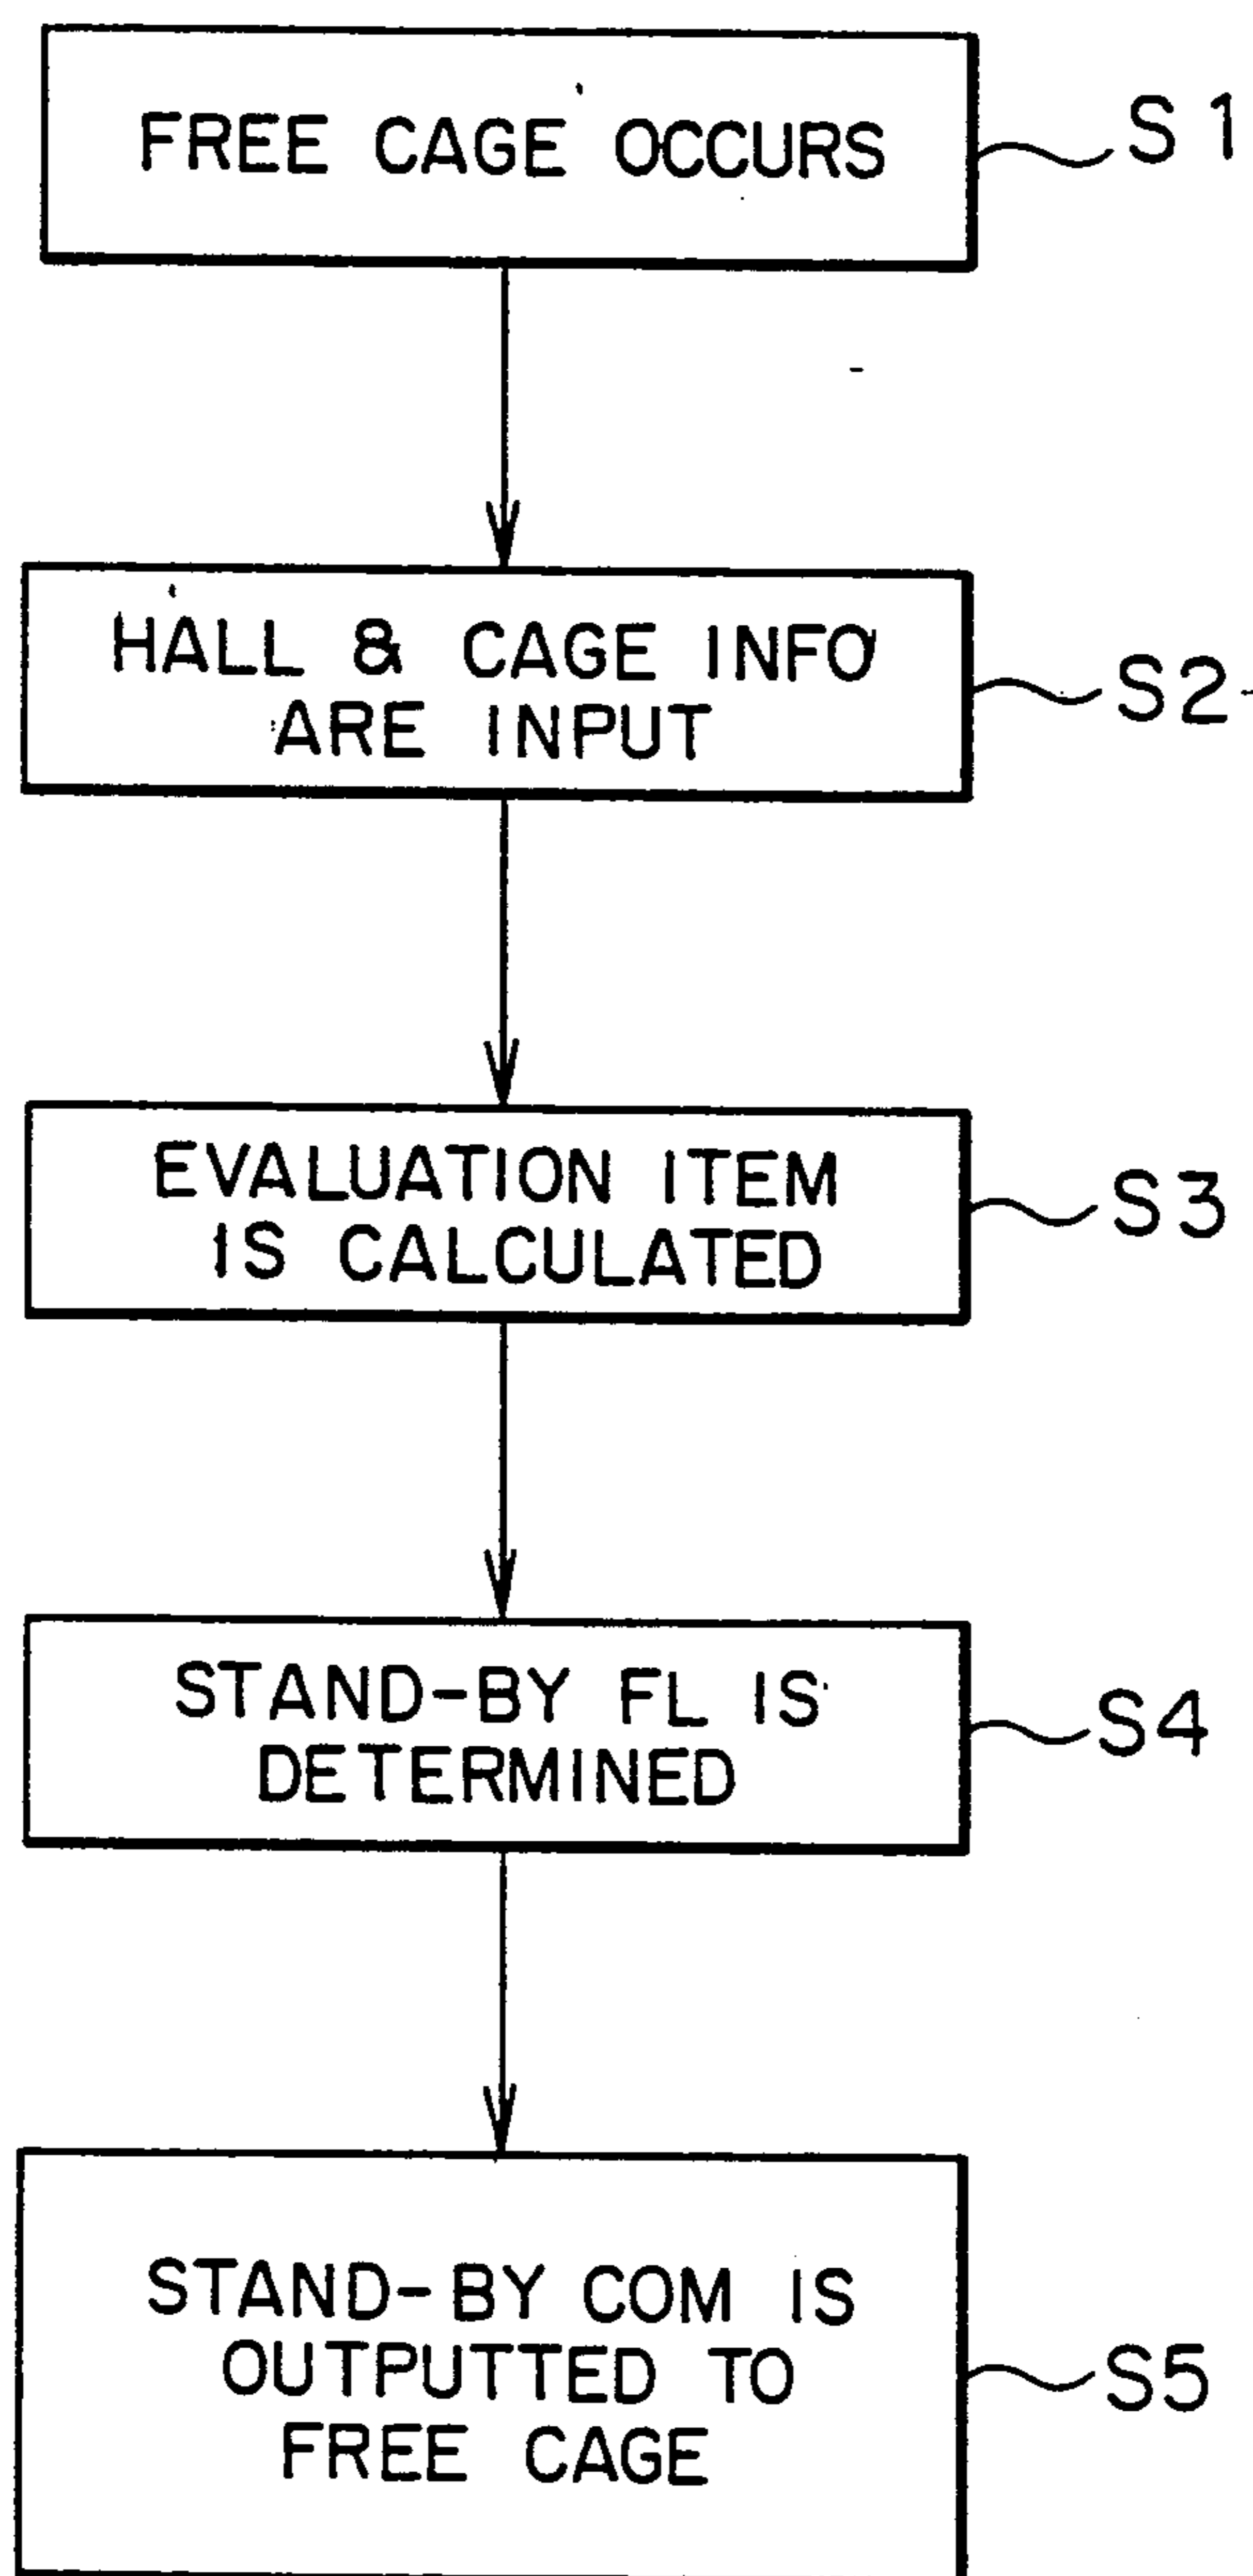 FREE CAGE OCCURS
S1
HALL & CAGE INFO
ARE INPUT
S2
EVALUATION ITEM
IS CALCULATED
S3
STAND-BY FL IS
DETERMINED
S4
STAND-BY COM IS
OUTPUTTED TO
FREE CAGE
S5